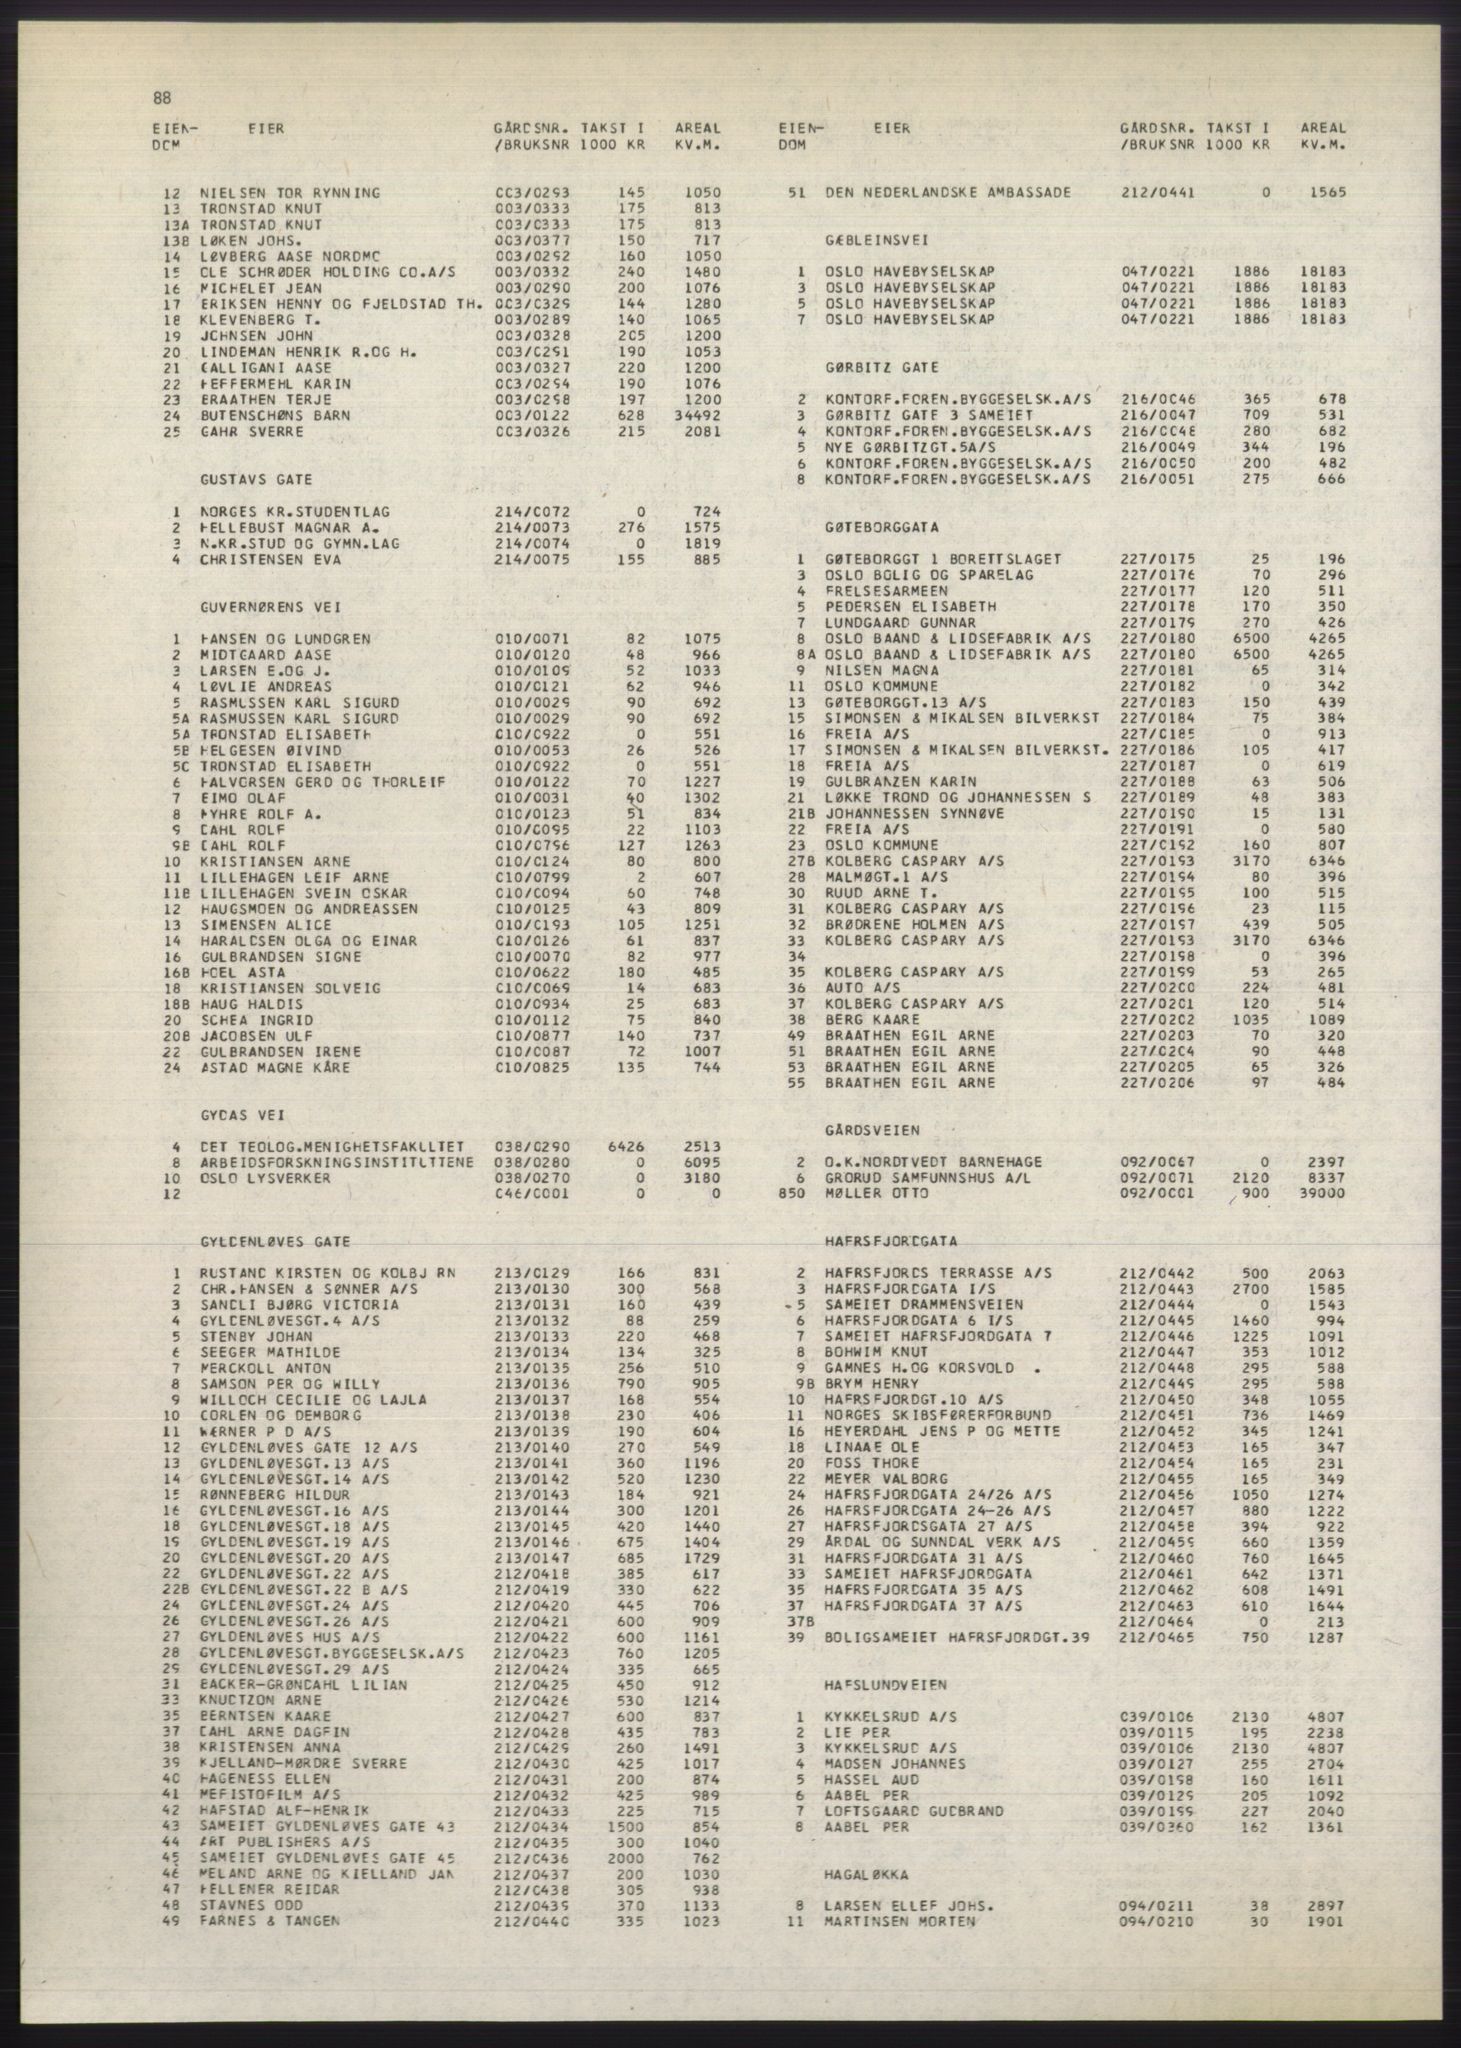 88
EIEN- EIER GÅRDSNR. TAKST I AREAL
DOM /BRUKSNR 1000 KR KV.M.
12 NIELSEN TOR RYNNING 003/0293 145 1050
13 TRONSTAD KNUT 003/0333 175 813
13A TRONSTAD KNUT 003/0333 175 813
13B LØKEN JOHS. 003/0377 150 717
14 LØVBERG AASE NORDMO 003/0292 160 1050
15 OLE SCHRØDER HOLDING CO.A/S 003/0332 240 1480
16 MICHELET JEAN 003/0290 200 1076
17 ERIKSEN HENNY OG FJELDSTAD TH. 003/0329 144 1280
18 KLEVENBERG T. 003/0289 140 1065
19 JOHNSEN JOHN 003/0328 205 1200
20 LINDEMAN HENRIK R.OG H. 003/0291 190 1053
21 CALLIGANI AASE 003/0327 220 1200
22 HEFFERMEHL KARIN 003/0294 190 1076
23 BRAATHEN TERJE 003/0298 197 1200
24 BUTENSCHØNS BARN 003/0122 628 34492
25 GAHR SVERRE 003/0326 215 2081
GUSTAVS GATE
1 NORGES KR.STUDENTLAG 214/0072 0 724
2 HELLEBUST MAGNAR A. 214/0073 276 1575
3 N.KR.STUD OG GYMN.LAG 214/0074 0 1819
4 CHRISTENSEN EVA 214/0075 155 885
GUVERNØRENS VEI
1 HANSEN OG LUNDGREN 010/0071 82 1075
2 MIDTGAARD AASE 010/0120 48 966
3 LARSEN E.OG J. 010/0109 52 1033
4 LØVLIE ANDREAS 010/0121 62 946
5 RASMUSSEN KARL SIGURD 010/0029 90 692
5A RASMUSSEN KARL SIGURD 010/0029 90 692
5A TRONSTAD ELISABETH 010/0922 0 551
5B HELGESEN ØIVIND 010/0053 26 526
5C TRONSTAD ELISABETH 010/0922 0 551
6 HALVORSEN GERD OG THORLEIF 010/0122 70 1227
7 EIMO OLAF 010/0031 40 1302
8 MYHRE ROLF A. 010/0123 51 834
9 DAHL ROLF 010/0095 22 1103
9B DAHL ROLF 010/0796 127 1263
10 KRISTIANSEN ARNE 010/0124 80 800
11 LILLEHAGEN LEIF ARNE 010/0799 2 607
11B LILLEHAGEN SVEIN OSKAR 010/0094 60 748
12 HAUGSMOEN OG ANDREASSEN 010/0125 43 809
13 SIMENSEN ALICE 010/0193 105 1251
14 HARALDSEN OLGA OG EINAR 010/0126 61 837
16 GULBRANDSEN SIGNE 010/0070 82 977
16B HOEL ASTA 010/0622 180 485
18 KRISTIANSEN SOLVEIG 010/0069 14 683
18B HAUG HALDIS 010/0934 25 683
20 SCHEA INGRID 010/0112 75 840
20B JACOBSEN ULF 010/0877 140 737
22 GULBRANDSEN IRENE 010/0087 72 1007
24 ASTAD MAGNE KÅRE 010/0825 135 744
GYDAS VEI
4 DET TEOLOG.MENIGHETSFAKULTET 038/0290 6426 2513
8 ARBEIDSFORSKNINGSINSTITUTTENE 038/0280 0 6095
10 OSLO LYSVERKER 038/0270 0 3180
12 046/0001 0 0
GYLDENLØVES GATE
1 RUSTAND KIRSTEN OG KOLBJ RN 213/0129 166 831
2 CHR.HANSEN & SØNNER A/S 213/0130 300 568
3 SANDLI BJØRG VICTORIA 213/0131 160 439
4 GYLDENLØVESGT.4 A/S 213/0132 88 259
5 STENBY JOHAN 213/0133 220 468
6 SEEGER MATHILDE 213/0134 134 325
7 MERCKOLL ANTON 213/0135 256 510
8 SAMSON PER OG WILLY 213/0136 790 905
9 WILLOCH CECILIE OG LAJLA 213/0137 168 554
10 CORLEN OG DEMBORG 213/0138 230 406
11 WERNER P D A/S 213/0139 190 604
12 GYLDENLØVES GATE 12 A/S 213/0140 270 549
13 GYLDENLØVESGT.13 A/S 213/0141 360 1196
14 GYLDENLØVESGT.14 A/S 213/0142 520 1230
15 RØNNEBERG HILDUR 213/0143 184 921
16 GYLDENLØVESGT.16 A/S 213/0144 300 1201
18 GYLDENLØVESGT.18 A/S 213/0145 420 1440
19 GYLDENLØVESGT.19 A/S 213/0146 675 1404
20 GYLDENLØVESGT.20 A/S 213/0147 685 1729
22 GYLDENLØVESGT.22 A/S 212/0418 385 617
22B GYLDENLØVESGT.22 B A/S 212/0419 330 622
24 GYLDENLØVESGT.24 A/S 212/0420 445 706
26 GYLDENLØVESGT.26 A/S 212/0421 600 909
27 GYLDENLØVES HUS A/S 212/0422 600 1161
28 GYLDENLØVESGT.BYGGESELSK.A/S 212/0423 760 1205
29 GYLDENLØVESGT.29 A/S 212/0424 335 665
31 BACKER-GRØNDAHL LILIAN 212/0425 450 912
33 KNUDTZON ARNE 212/0426 530 1214
35 BERNTSEN KAARE 212/0427 600 837
37 DAHL ARNE DAGFIN 212/0428 435 783
38 KRISTENSEN ANNA 212/0429 260 1491
39 KJELLAND-MØRDRE SVERRE 212/0430 425 1017
40 HAGENESS ELLEN 212/0431 200 874
41 MEFISTOFILM A/S 212/0432 425 989
42 HAFSTAD ALF-HENRIK 212/0433 225 715
43 SAMEIET GYLDENLØVES GATE 43 212/0434 1500 854
44 ART PUBLISHERS A/S 212/0435 300 1040
45 SAMEIET GYLDENLØVES GATE 45 212/0436 2000 762
46 MELAND ARNE OG KIELLAND JAN 212/0437 200 1030
47 HELLENER REIDAR 212/0438 305 938
48 STAVNES ODD 212/0439 370 1133
49 FARNES & TANGEN 212/0440 335 1023
EIEN- EIER GÅRDSNR. TAKST I AREAL
DOM /BRUKSNR 1000 KR KV.M.
51 DEN NEDERLANDSKE AMBASSADE 212/0441 0 1565
GÆBLEINSVEI
1 OSLO HAVEBYSELSKAP 047/0221 1886 18183
3 OSLO HAVEBYSELSKAP 047/0221 1886 18183
5 OSLO HAVEBYSELSKAP 047/0221 1886 18183
7 OSLO HAVEBYSELSKAP 047/0221 1886 18183
GØRBITZ GATE
2 KONTORF.FOREN.BYGGESELSK.A/S 216/0046 365 678
3 GØRBITZ GATE 3 SAMEIET 216/0047 709 531
4 KONTORF.FOREN.BYGGESELSK.A/S 216/0048 280 682
5 NYE GØRBITZGT.5A/S 216/0049 344 196
6 KONTORF.FOREN.BYGGESELSK.A/S 216/0050 200 482
8 KONTORF.FOREN.BYGGESELSK.A/S 216/0051 275 666
GØTEBORGGATA
1 GØTEBORGGT 1 BORETTSLAGET 227/0175 25 196
3 OSLO BOLIG OG SPARELAG 227/0176 70 296
4 FRELSESARMEEN 227/0177 120 511
5 PEDERSEN ELISABETH 227/0178 170 350
7 LUNDGAARD GUNNAR 227/0179 270 426
8 OSLO BAAND & LIDSEFABRIK A/S 227/0180 6500 4265
8A OSLO BAAND & LIDSEFABRIK A/S 227/0180 6500 4265
9 NILSEN MAGNA 227/0181 65 314
11 OSLO KOMMUNE 227/0182 0 342
13 GØTEBORGGT.13 A/S 227/0183 150 439
15 SIMONSEN & MIKALSEN BILVERKST 227/0184 75 384
16 FREIA A/S 227/0185 0 913
17 SIMONSEN & MIKALSEN BILVERKST. 227/0186 105 417
18 FREIA A/S 227/0187 0 619
19 GULBRANZEN KARIN 227/0188 63 506
21 LØKKE TROND OG JOHANNESSEN S 227/0189 48 383
21B JOHANNESSEN SYNNØVE 227/0190 15 131
22 FREIA A/S 227/0191 0 580
23 OSLO KOMMUNE 227/0192 160 807
27B KOLBERG CASPARY A/S 227/0193 3170 6346
28 MALMØGT.1 A/S 227/0194 80 396
30 RUUD ARNE T. 227/0195 100 515
31 KOLBERG CASPARY A/S 227/0196 23 115
32 BRØDRENE HOLMEN A/S 227/0197 439 505
33 KOLBERG CASPARY A/S 227/0193 3170 6346
34 227/0198 0 396
35 KOLBERG CASPARY A/S 227/0199 53 265
36 AUTO A/S 227/0200 224 481
37 KOLBERG CASPARY A/S 227/0201 120 514
38 BERG KAARE 227/0202 1035 1089
49 BRAATHEN EGIL ARNE 227/0203 70 320
51 BRAATHEN EGIL ARNE 227/0204 90 448
53 BRAATHEN EGIL ARNE 227/0205 65 326
55 BRAATHEN EGIL ARNE 227/0206 97 484
GÅRDSVEIEN
2 O.K.NORDTVEDT BARNEHAGE 092/0067 0 2397
6 GRORUD SAMFUNNSHUS A/L 092/0071 2120 8337
850 MØLLER OTTO 092/0001 900 39000
HAFRSFJORDGATA
2 HAFRSFJORDS TERRASSE A/S 212/0442 500 2063
3 HAFRSFJORDGATA I/S 212/0443 2700 1585
5 SAMEIET DRAMMENSVEIEN 212/0444 0 1543
6 HAFRSFJORDGATA 6 I/S 212/0445 1460 994
7 SAMEIET HAFRSFJORDGATA 7 212/0446 1225 1091
8 BOHWIM KNUT 212/0447 353 1012
9 GAMNES H.OG KORSVOLD . 212/0448 295 588
9B BRYM HENRY 212/0449 295 588
10 HAFRSFJORDGT.10 A/S 212/0450 348 1055
11 NORGES SKIBSFØRERFORBUND 212/0451 736 1469
16 HEYERDAHL JENS P OG METTE 212/0452 345 1241
18 LINAAE OLE 212/0453 165 347
20 FOSS THORE 212/0454 165 231
22 MEYER VALBORG 212/0455 165 349
24 HAFRSFJORDGATA 24/26 A/S 212/0456 1050 1274
26 HAFRSFJORDGATA 24-26 A/S 212/0457 880 1222
27 HAFRSFJORDSGATA 27 A/S 212/0458 394 922
29 ÅRDAL OG SUNNDAL VERK A/S 212/0459 660 1359
31 HAFRSFJORDGATA 31 A/S 212/0460 760 1645
33 SAMEIET HAFRSFJORDGATA 212/0461 642 1371
35 HAFRSFJORDGATA 35 A/S 212/0462 608 1491
37 HAFRSFJORDGATA 37 A/S 212/0463 610 1644
37B 212/0464 0 213
39 BOLIGSAMEIET HAFRSFJORDGT.39 212/0465 750 1287
HAFSLUNDVEIEN
1 KYKKELSRUD A/S 039/0106 2130 4807
2 LIE PER 039/0115 195 2238
3 KYKKELSRUD A/S 039/0106 2130 4807
4 MADSEN JOHANNES 039/0127 255 2704
5 HASSEL AUD 039/0198 160 1611
6 AABEL PER 039/0129 205 1092
7 LOFTSGAARD GUDBRAND 039/0199 227 2040
8 AABEL PER 039/0360 162 1361
HAGALØKKA
8 LARSEN ELLEF JOHS. 094/0211 38 2897
11 MARTINSEN MORTEN 094/0210 30 1901